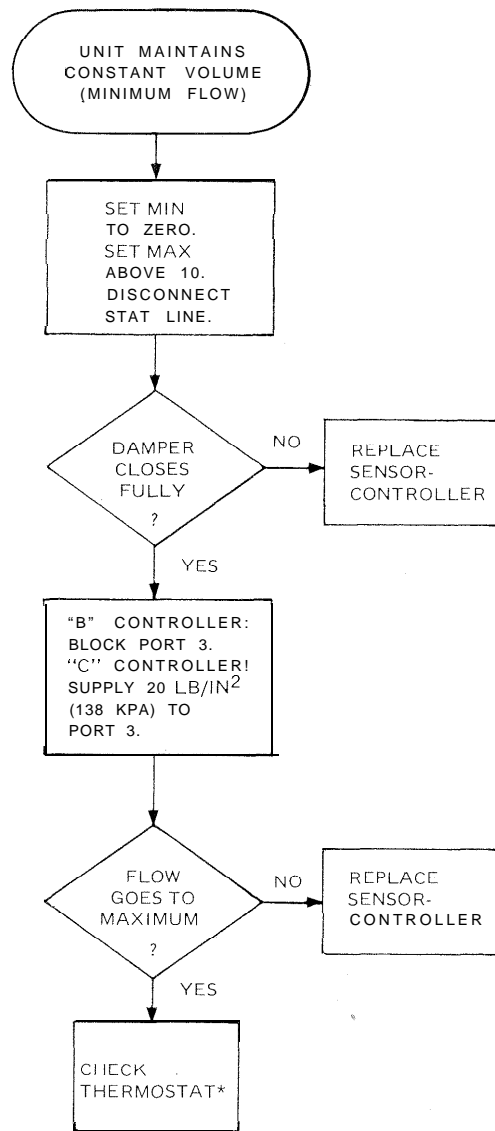 UNIT MAINTAINS
CONSTANT VOLUME
(MINIMUM FLOW)
SET MIN
TO ZERO.
SET MAX
ABOVE 10.
DISCONNECT
STAT LINE.
DAMPER
CLOSES
FULLY
?
NO
REPLACE
SENSOR-
CONTROLLER
YES
"B" CONTROLLER:
BLOCK PORT 3.
"C" CONTROLLER!
SUPPLY 20 LB/IN²
(138 KPA) TO
PORT 3.
FLOW
GOES TO
MAXIMUM
?
NO
REPLACE
SENSOR-
CONTROLLER
YES
CHECK
THERMOSTAT*